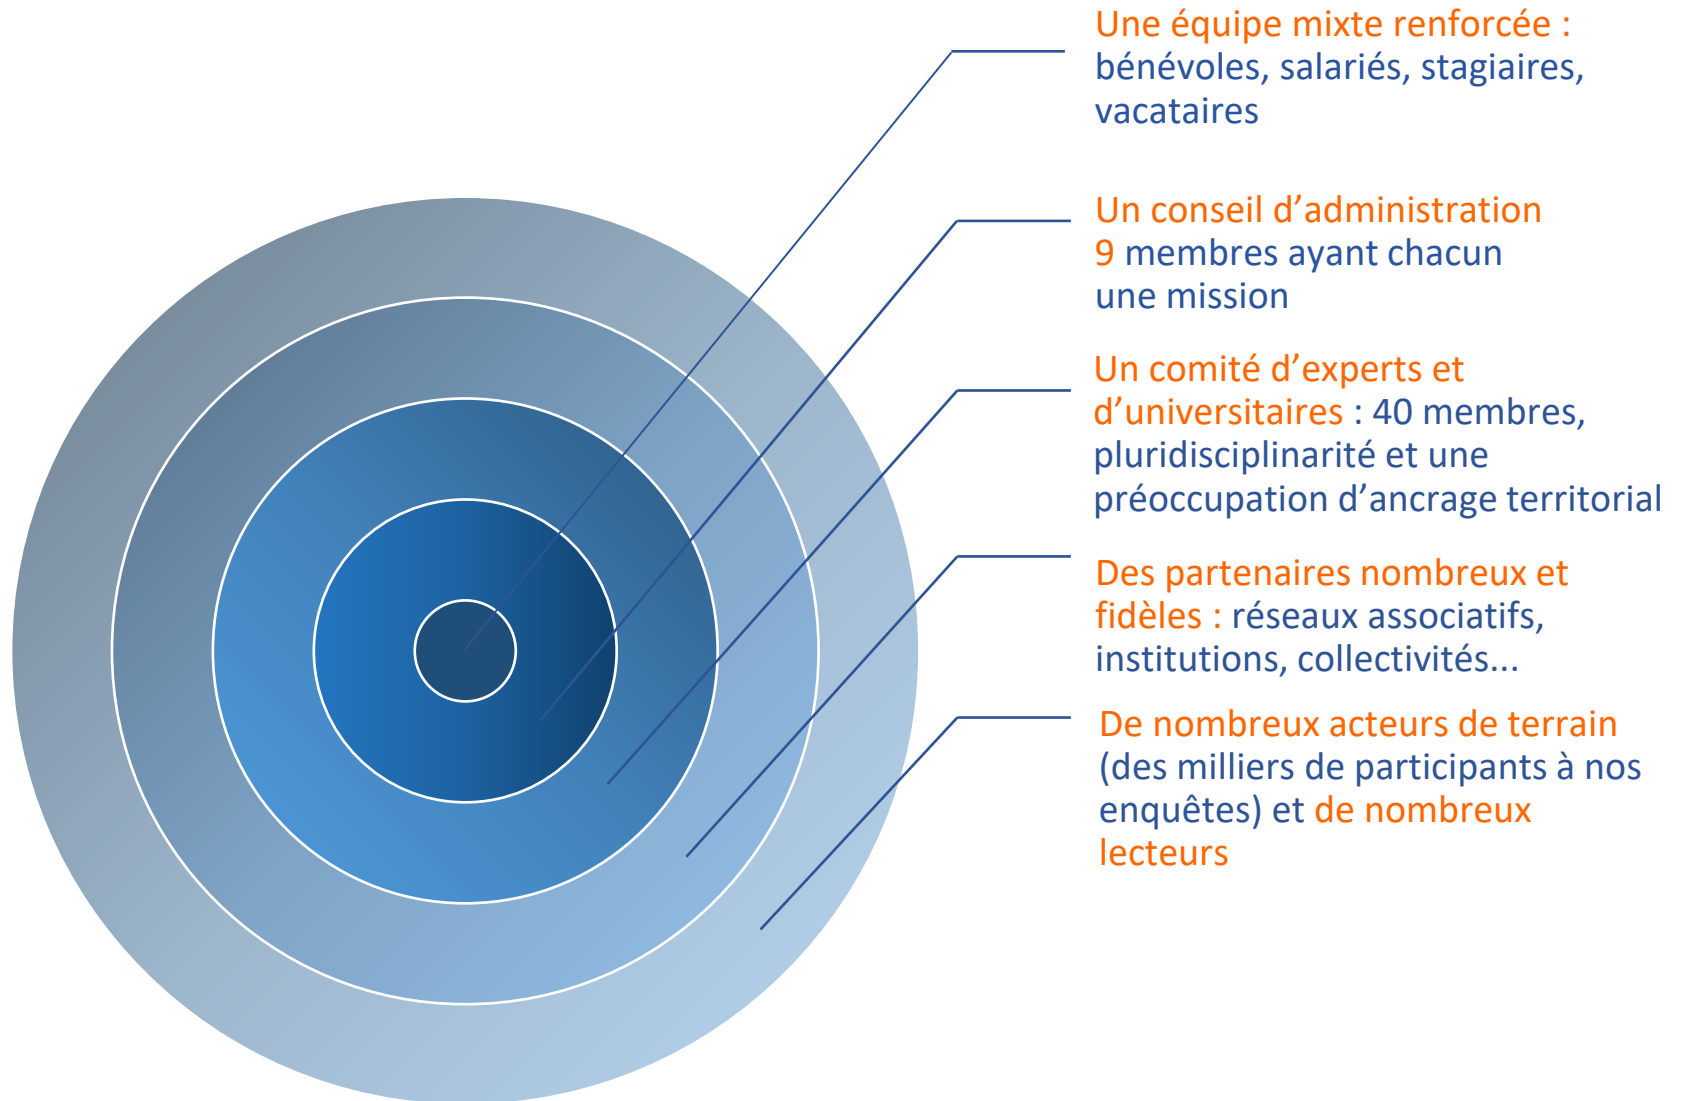 Une équipe mixte renforcée :
bénévoles, salariés, stagiaires,
vacataires
Un conseil d’administration
9 membres ayant chacun
une mission
Un comité d’experts et
d’universitaires : 40 membres,
pluridisciplinarité et une
préoccupation d’ancrage territorial
Des partenaires nombreux et
fidèles : réseaux associatifs,
institutions, collectivités...
De nombreux acteurs de terrain
(des milliers de participants à nos
enquêtes) et de nombreux
lecteurs